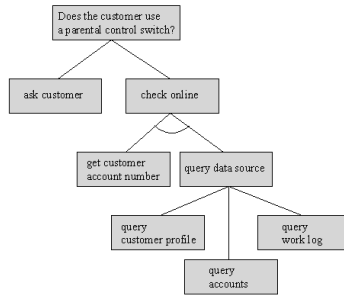 Does the customer use
a parental control switch?
ask customer
check online
get customer
account number
query data source
query
customer profile
query
work log
query
accounts